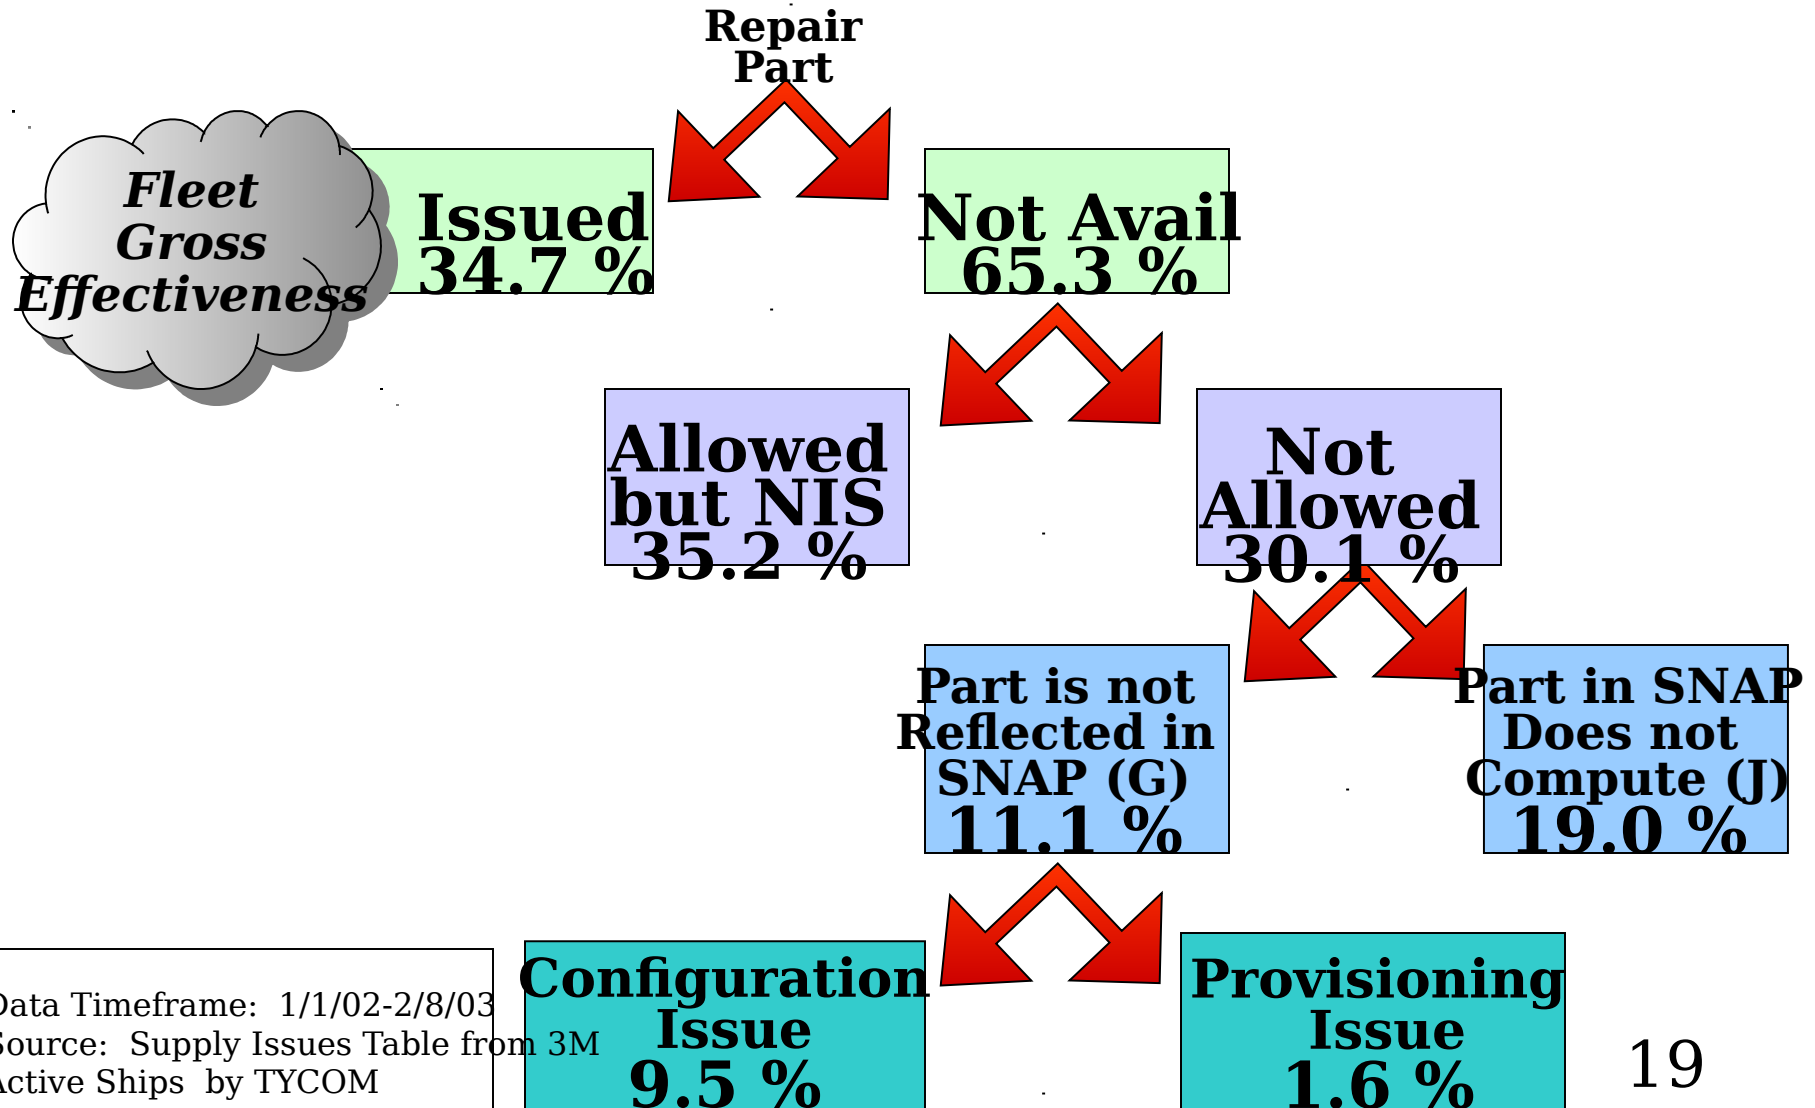 Repair
Part
Fleet
Gross
Effectiveness
Issued
34.7 %
Not Avail
65.3 %
Allowed
but NIS
35.2 %
Not
Allowed
30.1 %
Part is not
Reflected in
SNAP (G)
11.1 %
Part in SNAP
Does not
Compute (J)
19.0 %
Configuration
Issue
9.5 %
Provisioning
Issue
1.6 %
Data Timeframe:  1/1/02-2/8/03
Source:  Supply Issues Table from 3M
Active Ships  by TYCOM
19